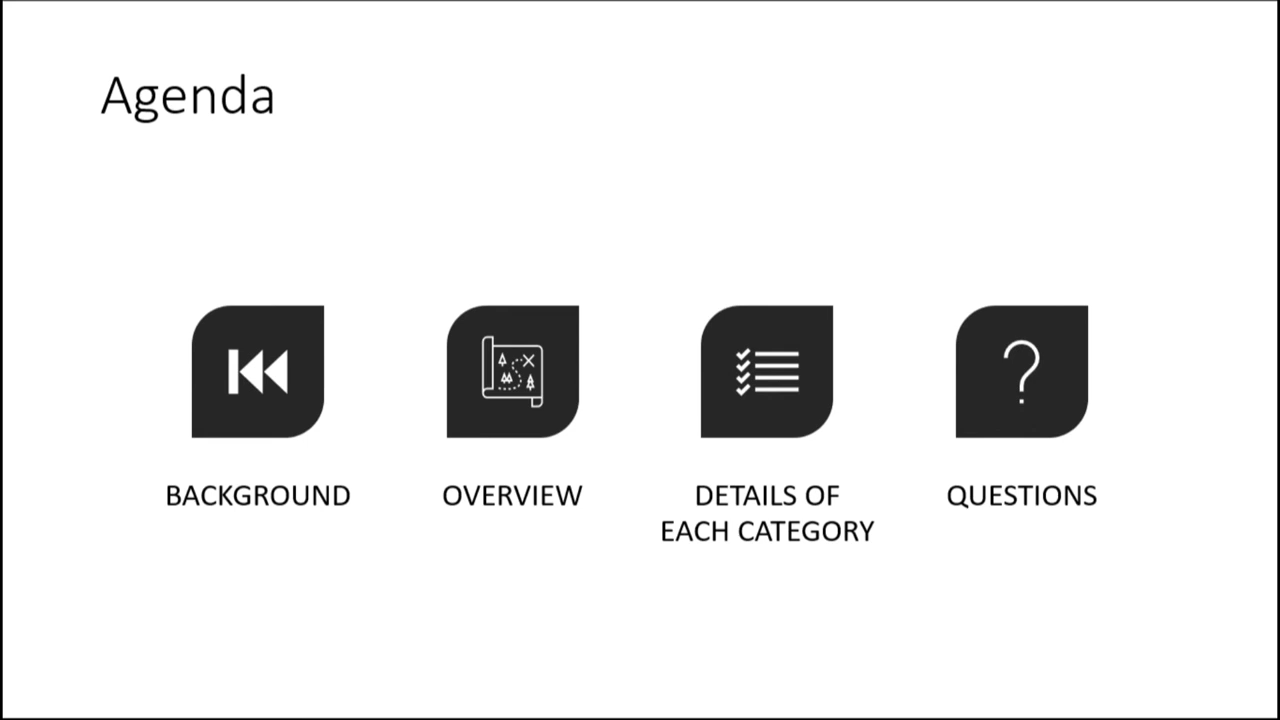 Agenda
BACKGROUND
OVERVIEW
DETAILS OF
EACH CATEGORY
QUESTIONS